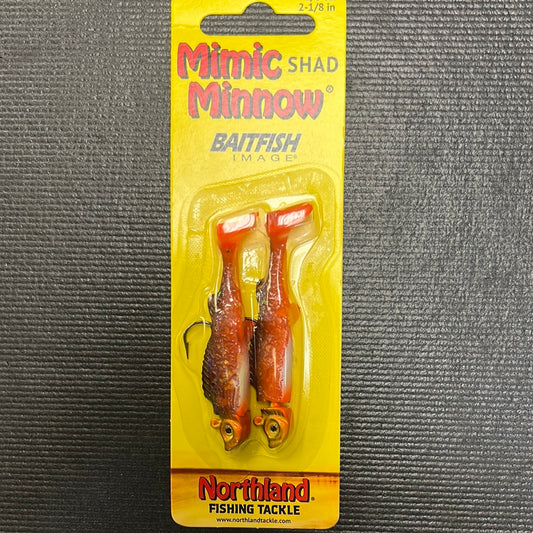 2-1/8 in
Mimic SHAD
Minnow®
BAITFISH
IMAGE®
Northland®
FISHING TACKLE
www.northlandtackle.com